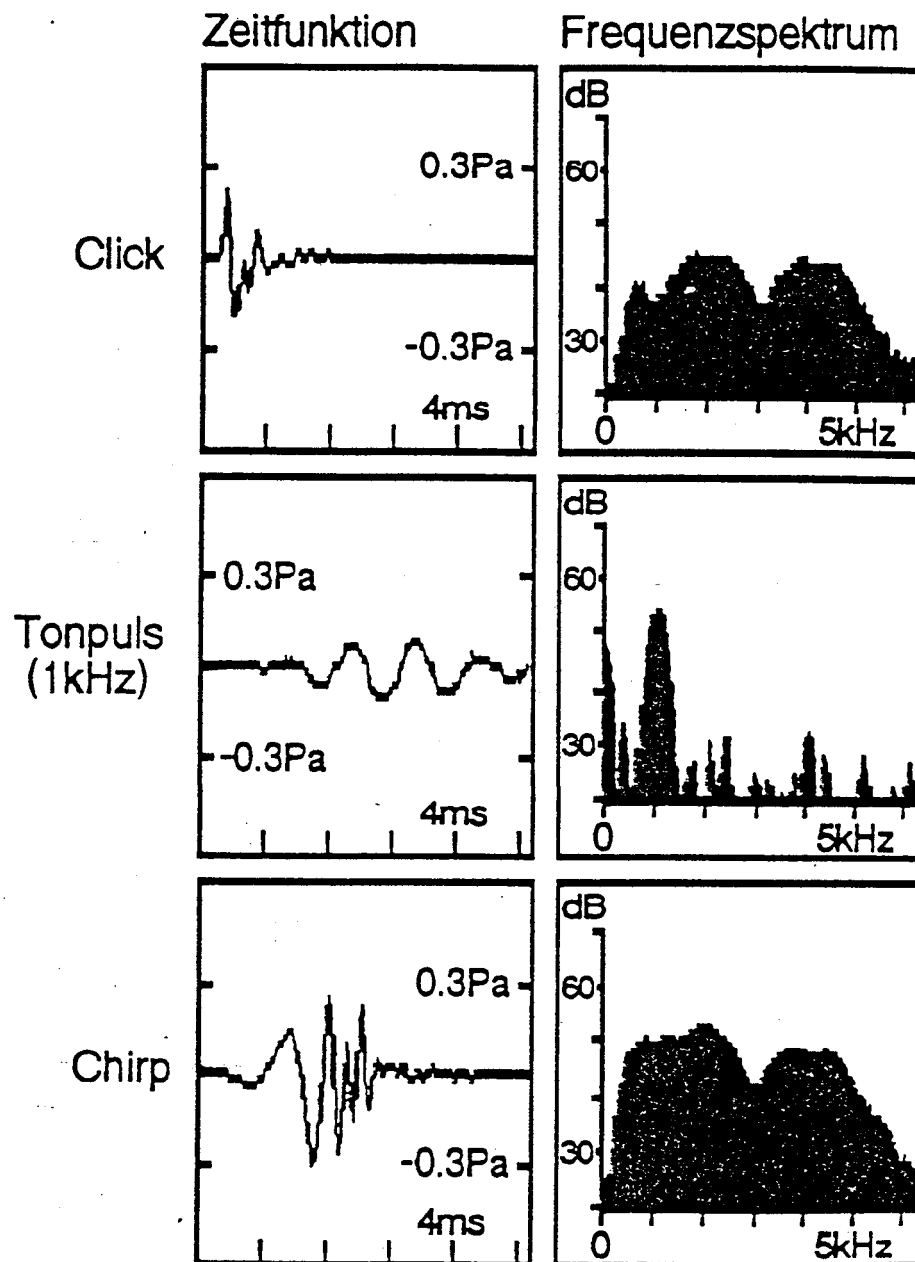 Zeitfunktion
Frequenzspektrum
Click
0.3Pa
-0.3Pa
4ms
dB
60
30
0
5kHz
Tonpuls
(1kHz)
0.3Pa
-0.3Pa
4ms
dB
60
30
0
5kHz
Chirp
0.3Pa
-0.3Pa
4ms
dB
60
30
0
5kHz